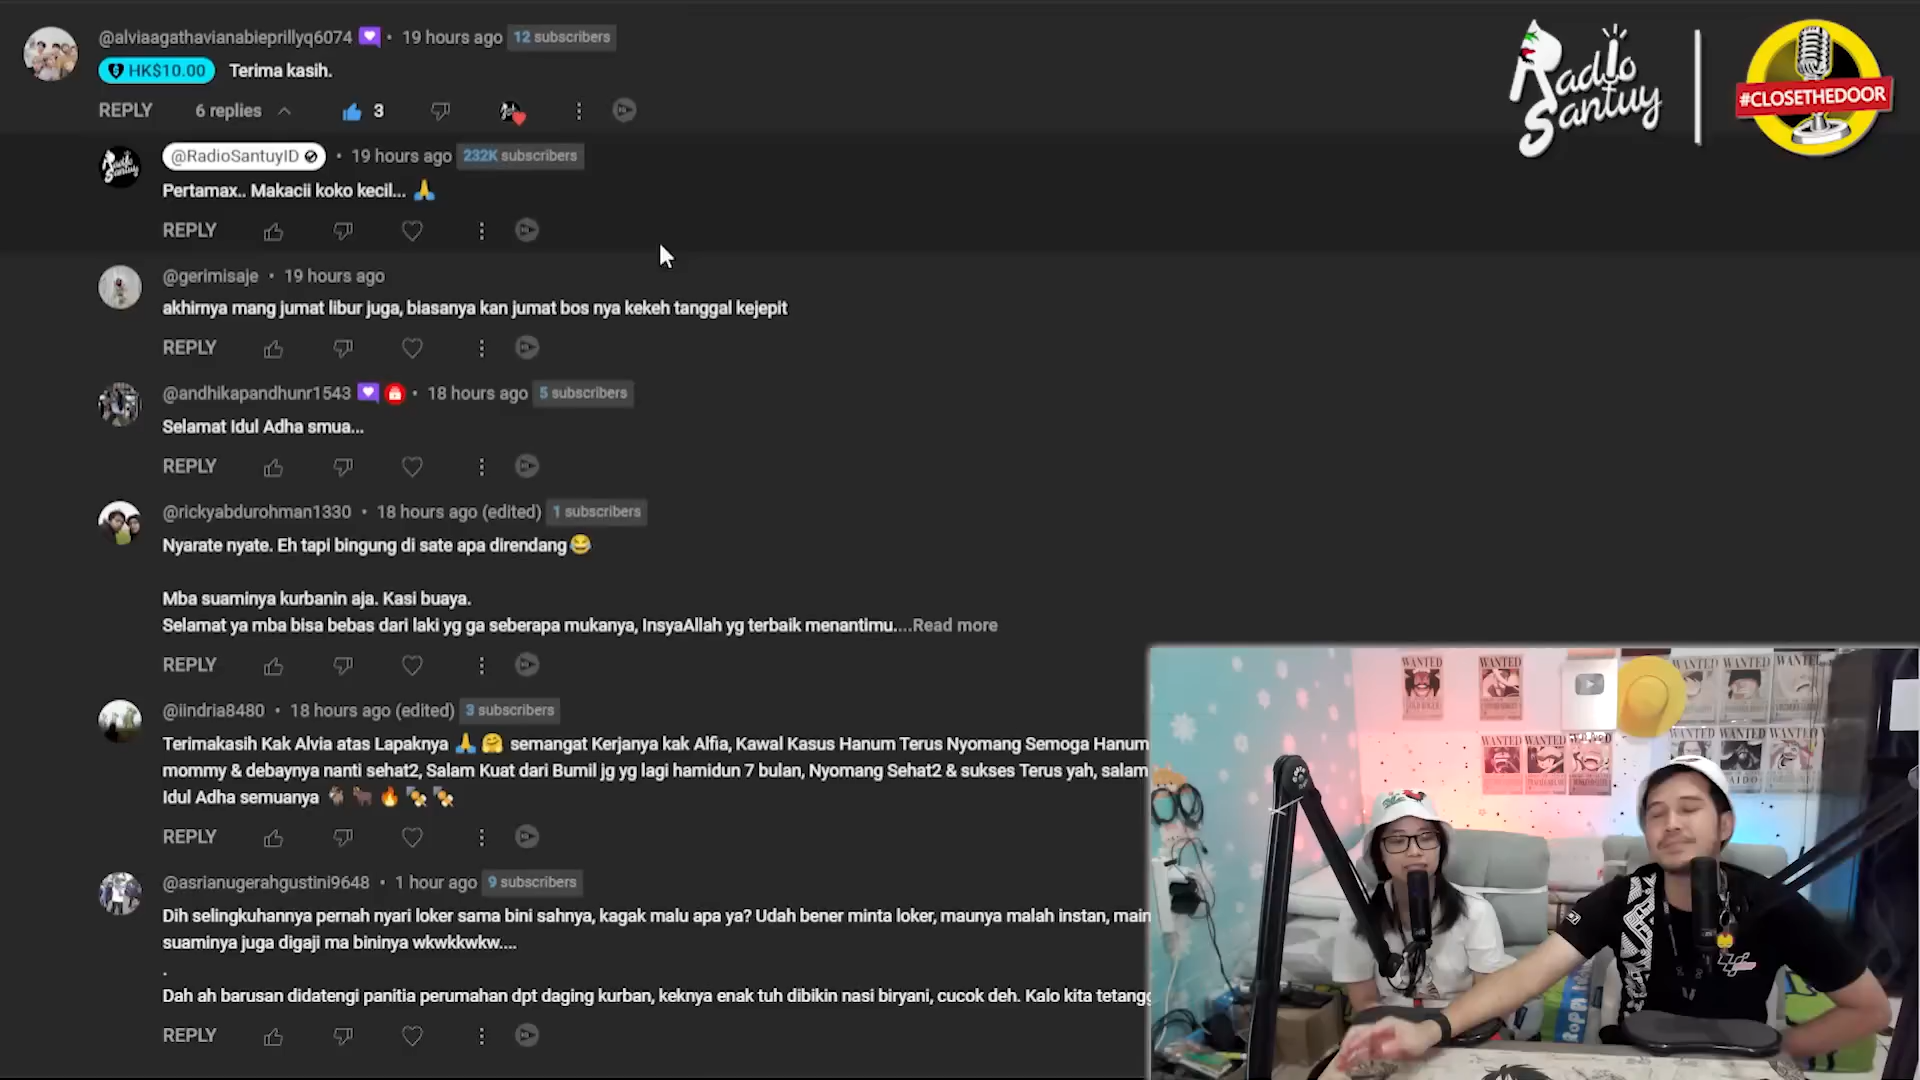 @alviaagathavianabieprillyq6074 • 19 hours ago 12 subscribers
HK$10.00 Terima kasih.
REPLY 6 replies 3
Radio Santuy
#CLOSETHEDOOR
@RadioSantuyID • 19 hours ago 232K subscribers
Pertamax.. Makacii koko kecil... 🙏
REPLY
@gerimisaje • 19 hours ago
akhirnya mang jumat libur juga, biasanya kan jumat bos nya kekeh tanggal kejepit
REPLY
@andhikapandhunr1543 • 18 hours ago 5 subscribers
Selamat Idul Adha smua...
REPLY
@rickyabdurohman1330 • 18 hours ago (edited) 1 subscribers
Nyarate nyate. Eh tapi bingung di sate apa direndang😂
Mba suaminya kurbanin aja. Kasi buaya.
Selamat ya mba bisa bebas dari laki yg ga seberapa mukanya, InsyaAllah yg terbaik menantimu....Read more
REPLY
@iindria8480 • 18 hours ago (edited) 3 subscribers
Terimakasih Kak Alvia atas Lapaknya 🙏🤗 semangat Kerjanya kak Alfia, Kawal Kasus Hanum Terus Nyomang Semoga Hanum
mommy & debaynya nanti sehat2, Salam Kuat dari Bumil jg yg lagi hamidun 7 bulan, Nyomang Sehat2 & sukses Terus yah, salam
Idul Adha semuanya 🐐🐂🔥🍢🍢
REPLY
@asrianugerahgustini9648 • 1 hour ago 9 subscribers
Dih selingkuhannya pernah nyari loker sama bini sahnya, kagak malu apa ya? Udah bener minta loker, maunya malah instan, main
suaminya juga digaji ma bininya wkwkkwkw....
.
Dah ah barusan didatengi panitia perumahan dpt daging kurban, keknya enak tuh dibikin nasi biryani, cucok deh. Kalo kita tetangg
REPLY
WANTED
WANTED
WANTED
WANTED
WANTED
WANTED
WANTED
WANTED